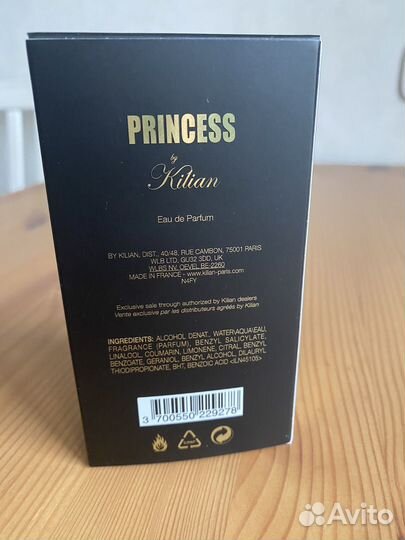 PRINCESS
by
Kilian
Eau de Parfum
BY KILIAN, DIST., 40/48, RUE CAMBON, 75001 PARIS
WLB LTD, GU32 3DD, UK
WLBS NV, OEVEL BE-2260
MADE IN FRANCE - www.kilian-paris.com
N4FY
Exclusive sale through authorized by Kilian dealers
Vente exclusive par les distributeurs agréés by Kilian
INGREDIENTS: ALCOHOL DENAT., WATER\AQUA\EAU,
FRAGRANCE (PARFUM), BENZYL SALICYLATE,
LINALOOL, COUMARIN, LIMONENE, CITRAL, BENZYL
BENZOATE, GERANIOL, BENZYL ALCOHOL, DILAURYL
THIODIPROPIONATE, BHT, BENZOIC ACID <ILN45105>
3 700550 229278
Avito